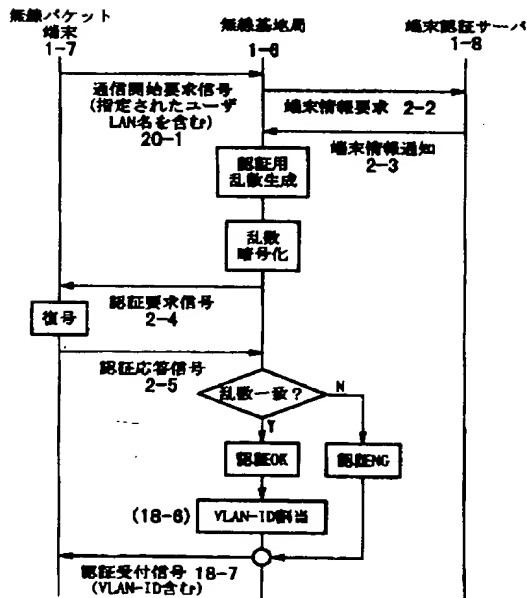 無線パケット
端末
1-7
無線基地局
1-6
端末認証サーバ
1-8
通信開始要求信号
(指定されたユーザ
LAN名を含む)
20-1
端末情報要求 2-2
端末情報通知
2-3
認証用
乱数生成
乱数
暗号化
認証要求信号
2-4
復号
認証応答信号
2-5
乱数一致?
N
Y
認証OK
認証NG
(18-6)
VLAN-ID割当
認証受付信号 18-7
(VLAN-ID含む)